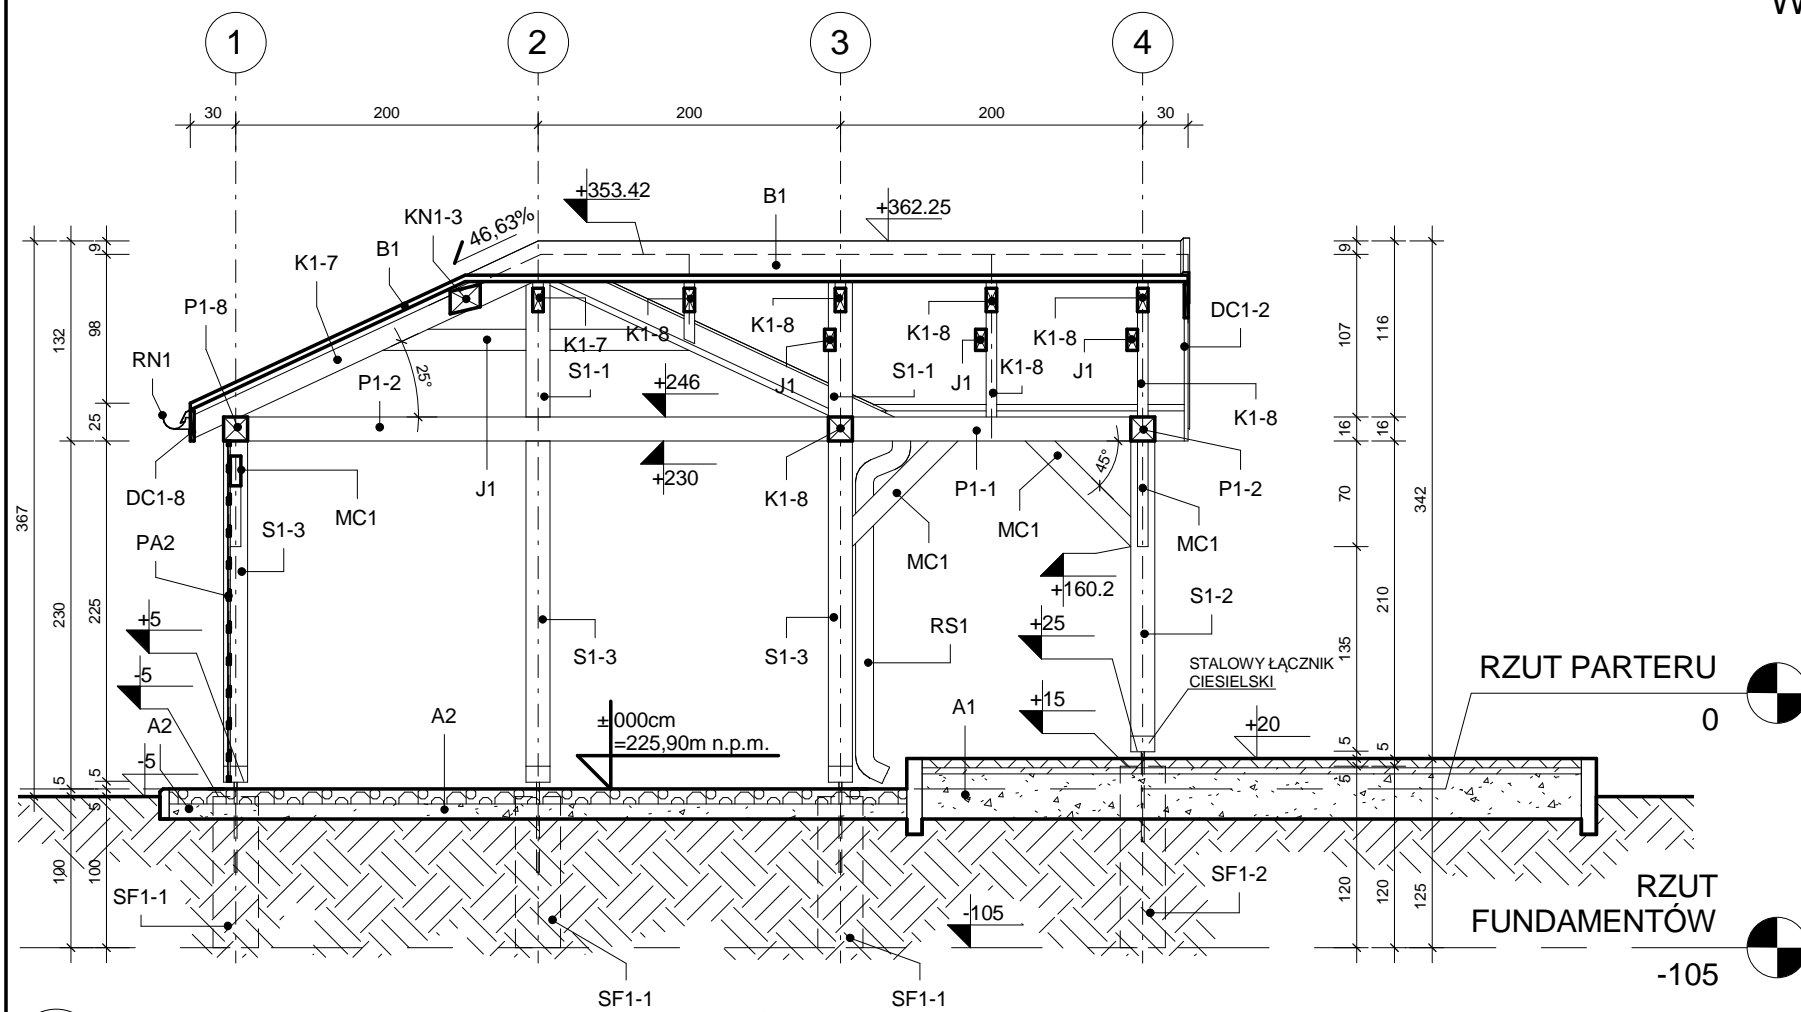 W
1
2
3
4
30
200
200
200
30
+353.42
B1
+362.25
KN1-3
46,63%
B1
K1-7
P1-8
RN1
P1-2
25°
K1-7
S1-1
K1-8
K1-8
J1
S1-1
K1-8
J1
K1-8
K1-8
J1
DC1-2
K1-8
+246
+230
DC1-8
MC1
J1
K1-8
P1-1
MC1
45°
P1-2
PA2
S1-3
MC1
MC1
+160.2
S1-2
+5
-5
S1-3
S1-3
RS1
+25
STALOWY ŁĄCZNIK
CIESIELSKI
RZUT PARTERU
0
A2
-5
A2
±000cm
=225,90m n.p.m.
A1
+15
+20
SF1-1
SF1-1
SF1-1
-105
SF1-2
RZUT
FUNDAMENTÓW
-105
367
132
230
5
100
9
98
225
225
5
5
100
9
107
16
70
135
5
5
120
116
16
210
5
120
342
125